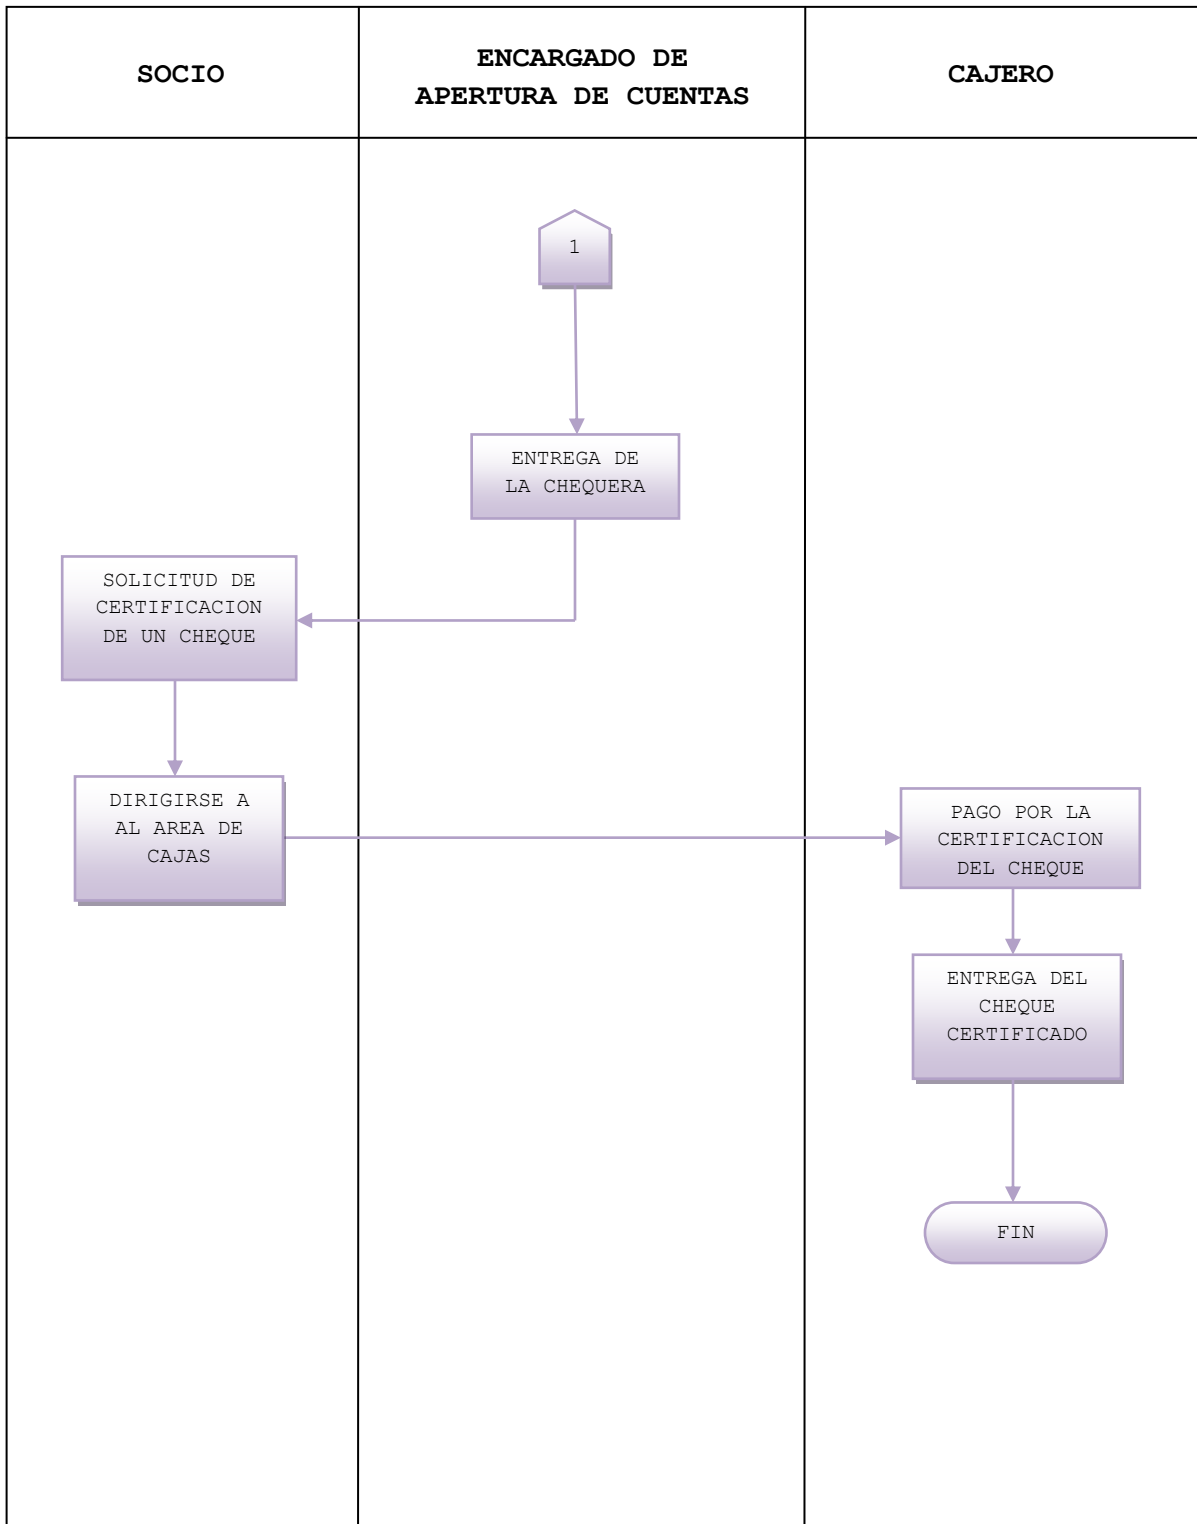 SOCIO
ENCARGADO DE
APERTURA DE CUENTAS
CAJERO
1
ENTREGA DE
LA CHEQUERA
SOLICITUD DE
CERTIFICACION
DE UN CHEQUE
DIRIGIRSE A
AL AREA DE
CAJAS
PAGO POR LA
CERTIFICACION
DEL CHEQUE
ENTREGA DEL
CHEQUE
CERTIFICADO
FIN